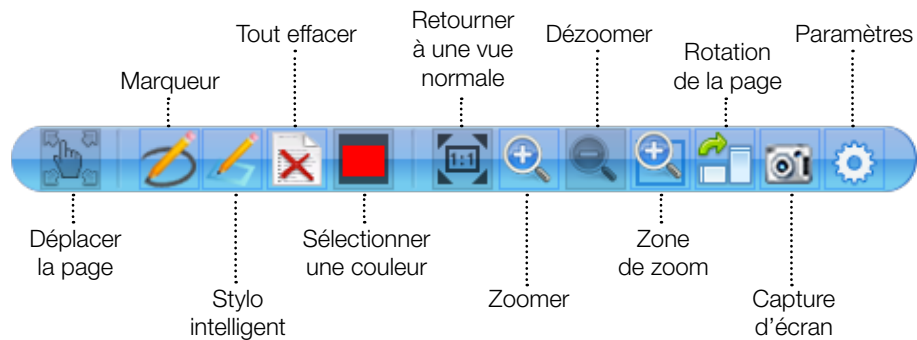 Tout effacer
Retourner
à une vue
normale
Dézoomer
Paramètres
Marqueur
Rotation
de la page
1:1
Déplacer
la page
Sélectionner
une couleur
Zone
de zoom
Stylo
intelligent
Zoomer
Capture
d’écran